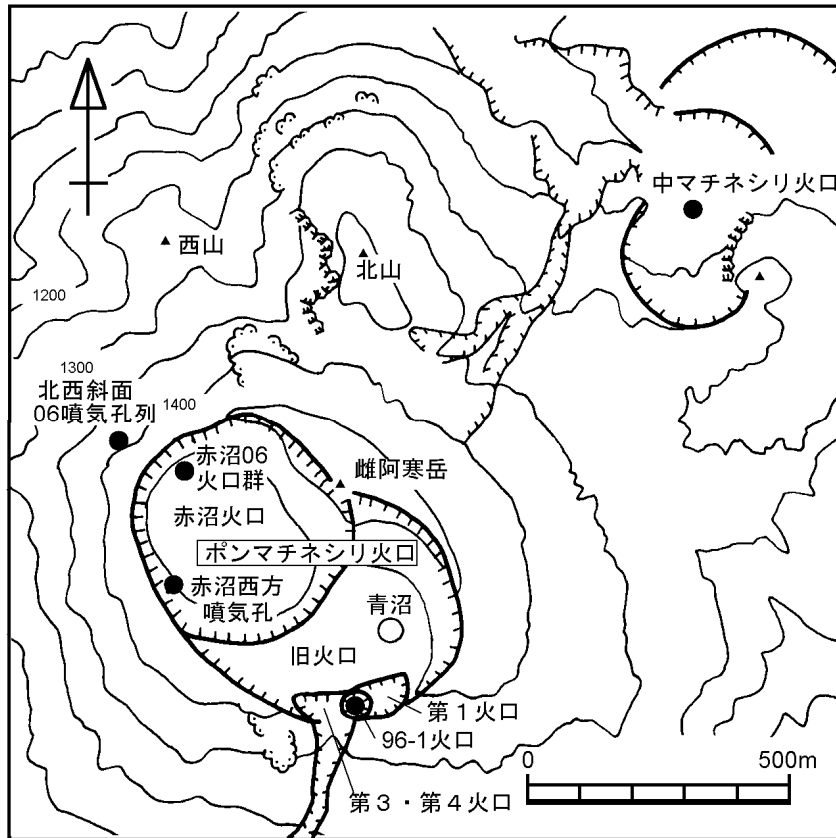 中マチネシリ火口
西山
北山
1200
1300
1400
北西斜面
06噴気孔列
赤沼06
火口群
雌阿寒岳
赤沼火口
ポンマチネシリ火口
赤沼西方
噴気孔
青沼
旧火口
第1火口
96-1火口
第3・第4火口
0
500m